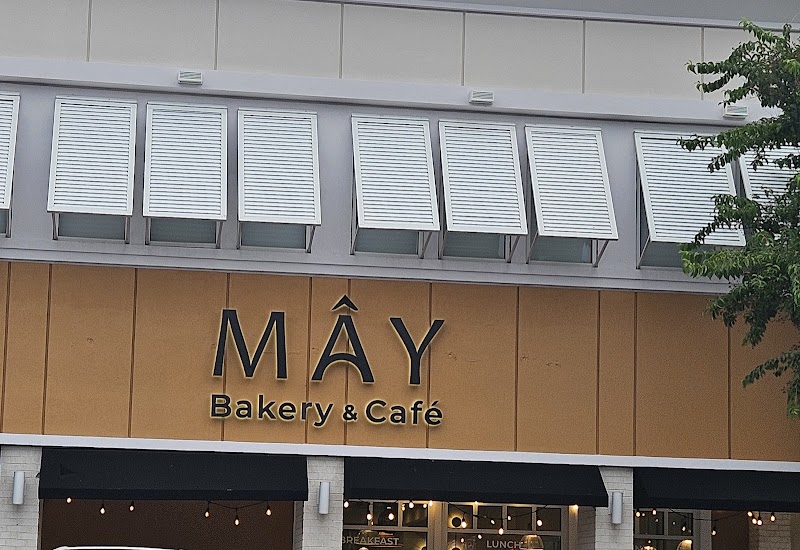 MÂY
Bakery & Café
BREAKFAST
LUNCH